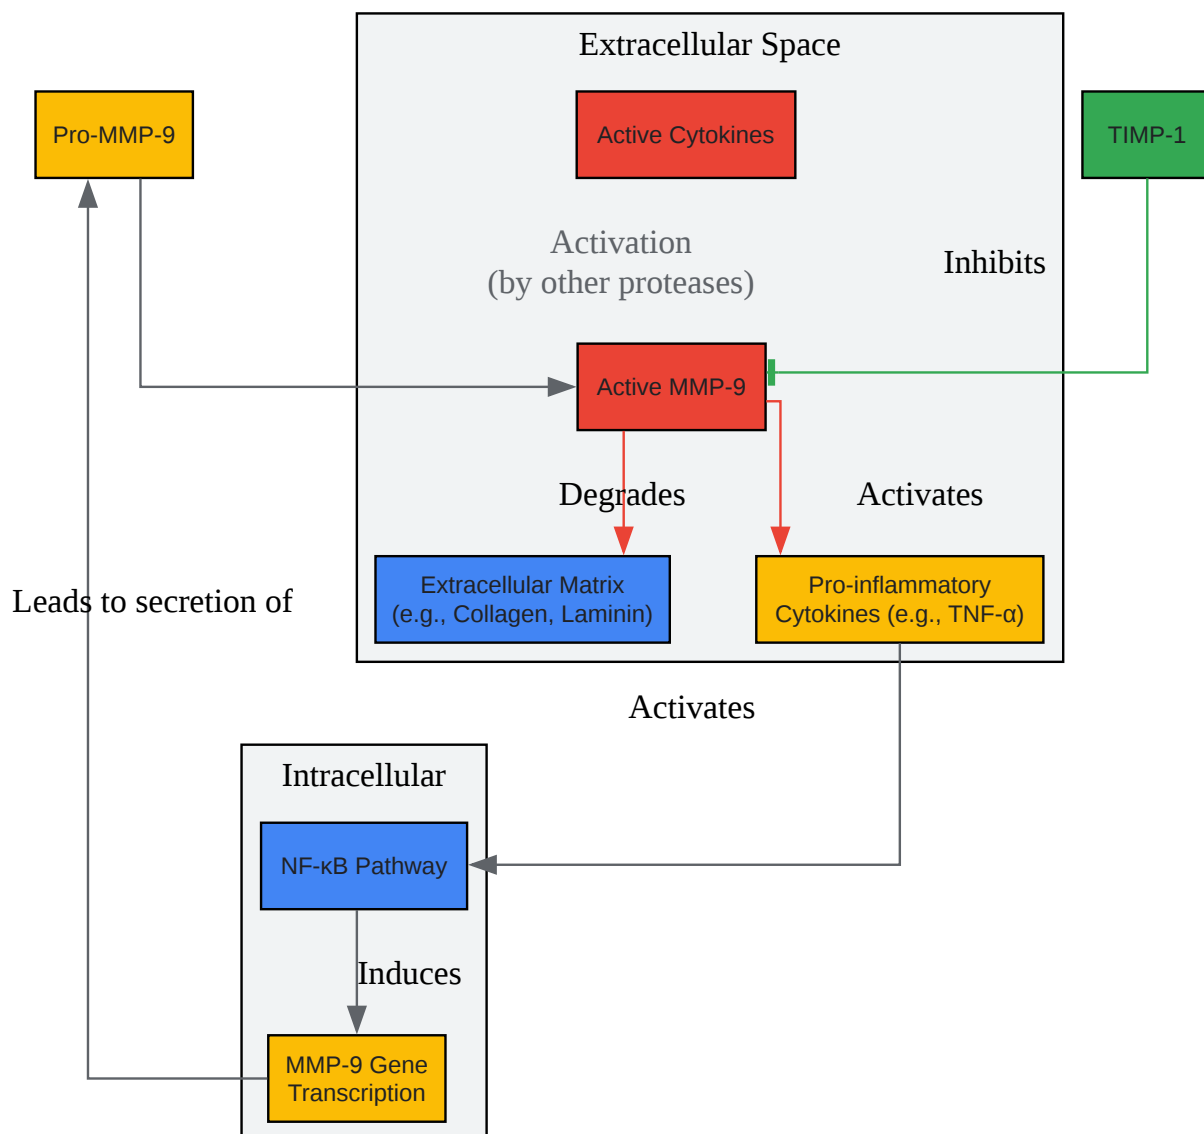 Extracellular Space
Pro-MMP-9
Active Cytokines
TIMP-1
Activation
(by other proteases)
Inhibits
Active MMP-9
Degrades
Activates
Extracellular Matrix
(e.g., Collagen, Laminin)
Pro-inflammatory
Cytokines (e.g., TNF-α)
Leads to secretion of
Activates
Intracellular
NF-κB Pathway
Induces
MMP-9 Gene
Transcription